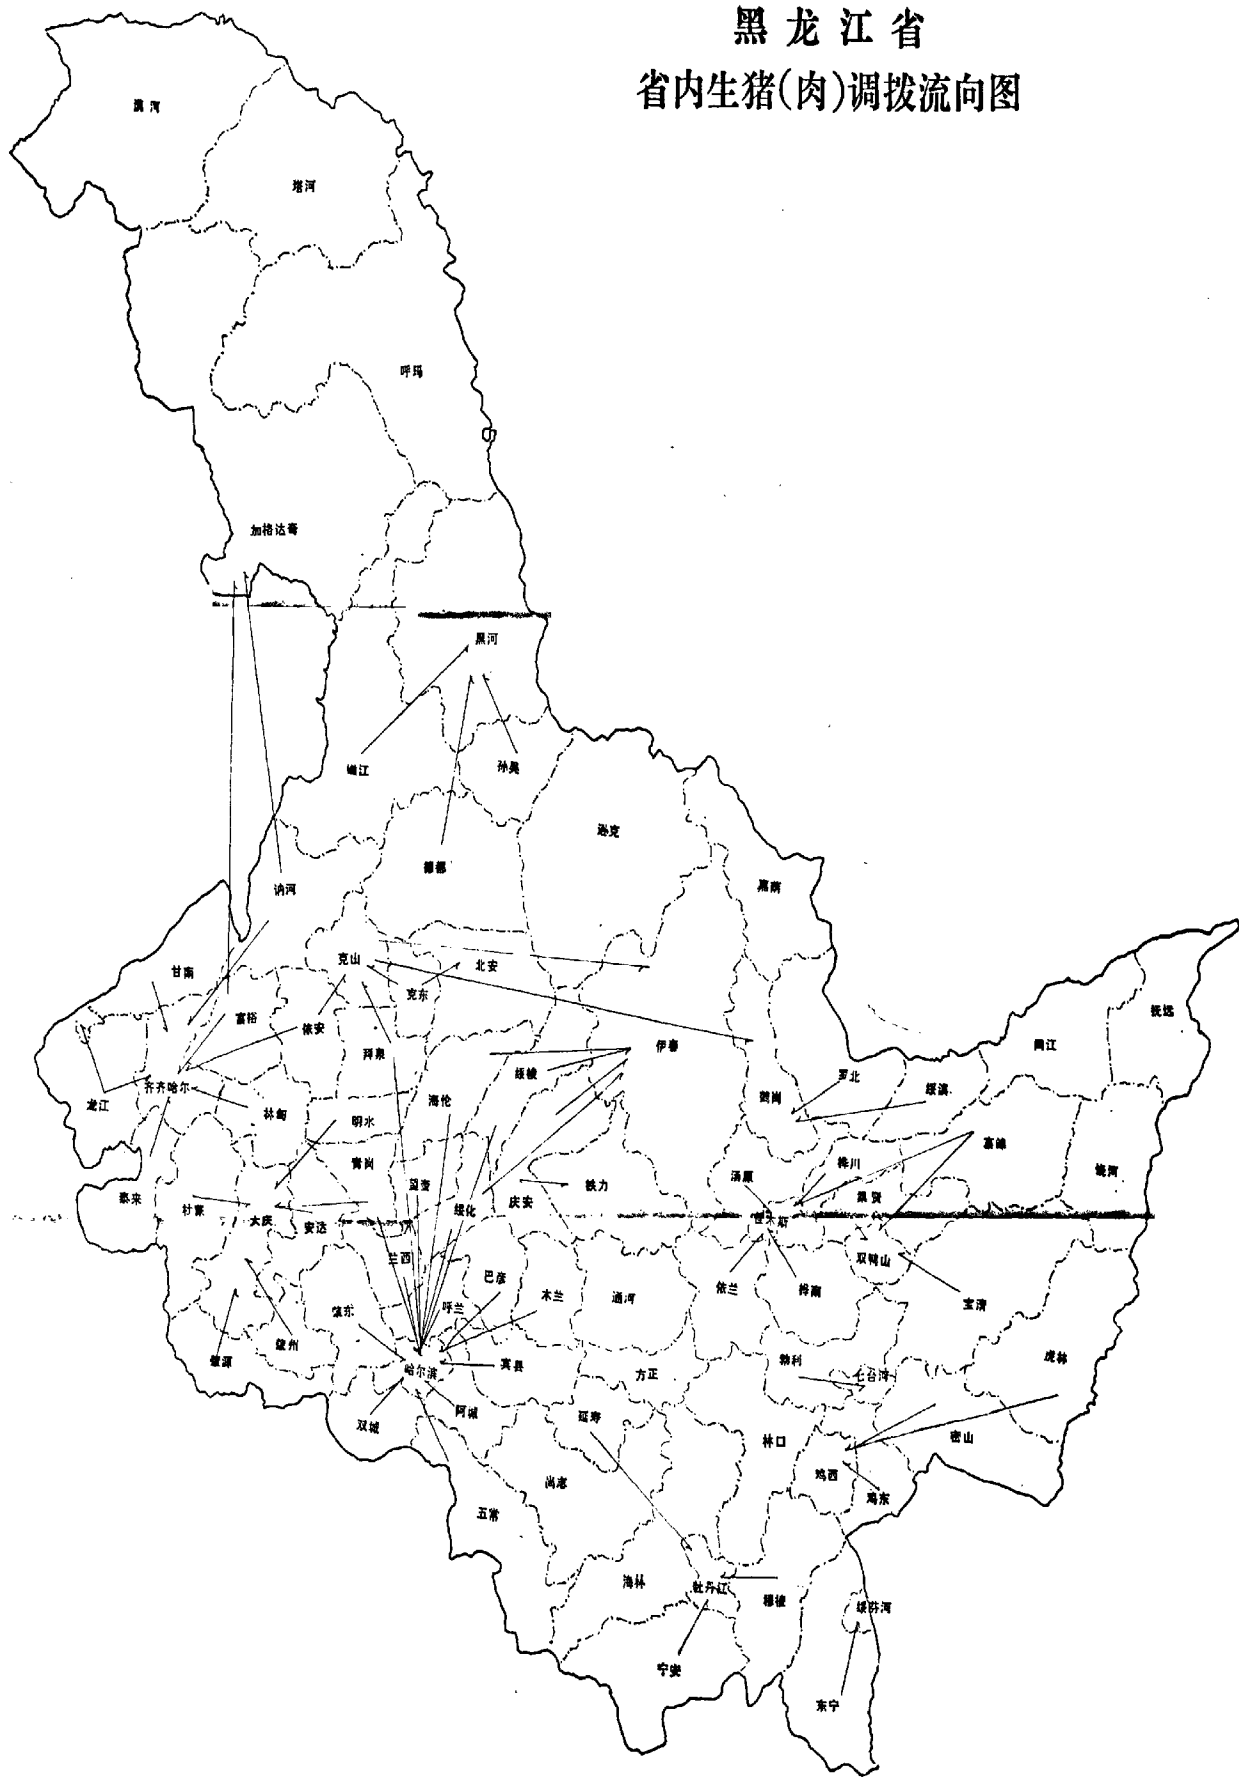 黑龙江省
省内生猪(肉)调拨流向图
漠河
塔河
呼玛
加格达奇
黑河
嫩江
孙吴
逊克
德都
嘉荫
讷河
克山
甘南
北安
克东
抚远
富裕
依安
拜泉
绥棱
伊春
罗北
绥滨
同江
齐齐哈尔
龙江
林甸
海伦
鹤岗
明水
富锦
青岗
望奎
桦川
汤原
饶河
泰来
杜蒙
大庆
安达
绥化
庆安
铁力
集贤
佳木斯
兰西
双鸭山
巴彦
木兰
通河
依兰
桦南
宝清
肇东
呼兰
肇源
肇州
哈尔滨
宾县
方正
勃利
七台河
虎林
双城
阿城
延寿
林口
密山
鸡西
鸡东
尚志
五常
海林
牡丹江
穆棱
绥芬河
宁安
东宁